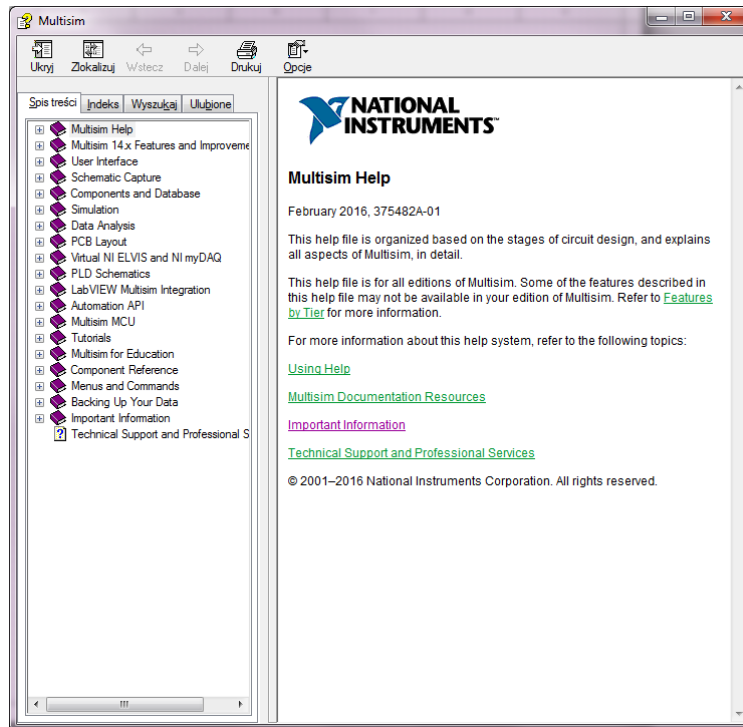 Multisim
Ukryj Zlokalizuj Wstecz Dalej Drukuj Opcje
Spis treści Indeks Wyszukaj Ulubione
Multisim Help
Multisim 14.x Features and Improveme
User Interface
Schematic Capture
Components and Database
Simulation
Data Analysis
PCB Layout
Virtual NI ELVIS and NI myDAQ
PLD Schematics
LabVIEW Multisim Integration
Automation API
Multisim MCU
Tutorials
Multisim for Education
Component Reference
Menus and Commands
Backing Up Your Data
Important Information
Technical Support and Professional S
NATIONAL
INSTRUMENTS™
Multisim Help
February 2016, 375482A-01
This help file is organized based on the stages of circuit design, and explains
all aspects of Multisim, in detail.
This help file is for all editions of Multisim. Some of the features described in
this help file may not be available in your edition of Multisim. Refer to Features
by Tier for more information.
For more information about this help system, refer to the following topics:
Using Help
Multisim Documentation Resources
Important Information
Technical Support and Professional Services
© 2001–2016 National Instruments Corporation. All rights reserved.